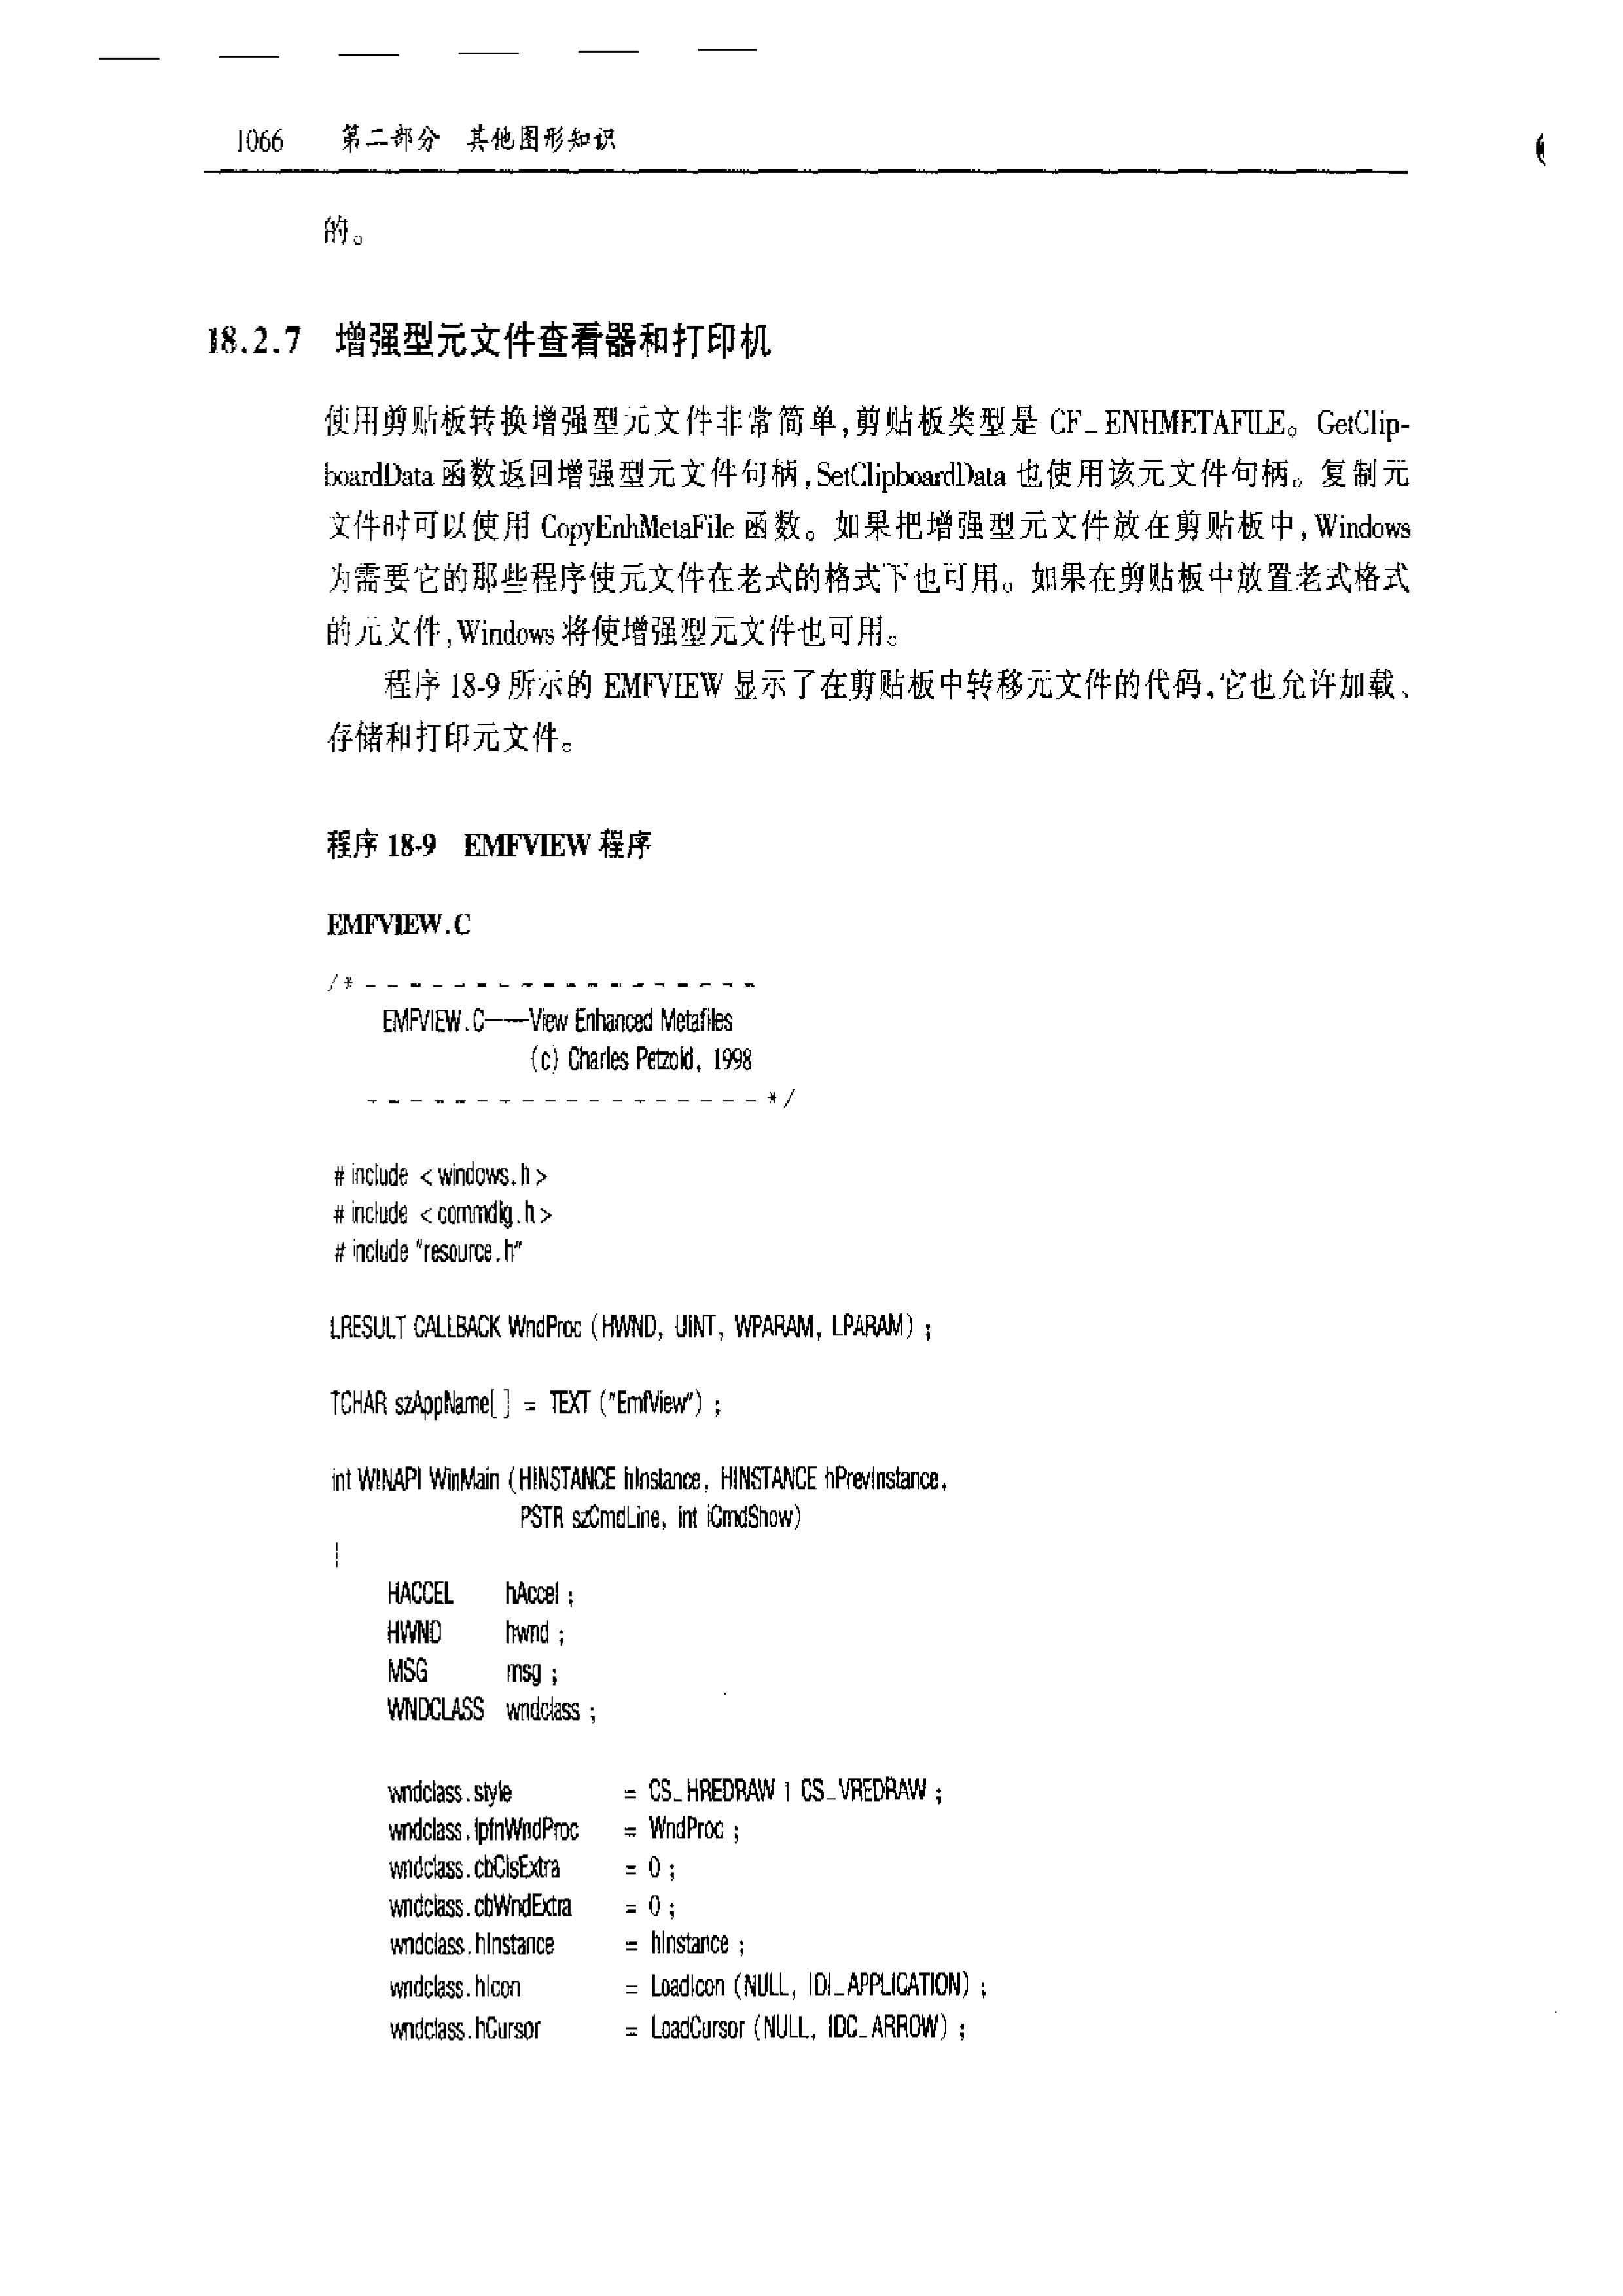 1066 第二部分 其他图形知识
的。
18.2.7 增强型元文件查看器和打印机
使用剪贴板转换增强型元文件非常简单,剪贴板类型是 CF_ENHMETAFILE。GetClip-
boardData 函数返回增强型元文件句柄,SetClipboardData 也使用该元文件句柄。复制元
文件时可以使用 CopyEnhMetaFile 函数。如果把增强型元文件放在剪贴板中,Windows
为需要它的那些程序使元文件在老式的格式下也可用。如果在剪贴板中放置老式格式
的元文件,Windows 将使增强型元文件也可用。
程序 18-9 所示的 EMFVIEW 显示了在剪贴板中转移元文件的代码,它也允许加载、
存储和打印元文件。
程序 18-9 EMFVIEW 程序
EMFVIEW.C
/* - - - - - - - - - - - - - - - - - -
EMFVIEW.C——View Enhanced Metafiles
(c) Charles Petzold, 1998
- - - - - - - - - - - - - - - - - - */
# include <windows.h>
# include <commdlg.h>
# include "resource.h"
LRESULT CALLBACK WndProc (HWND, UINT, WPARAM, LPARAM) ;
TCHAR szAppName[ ] = TEXT ("EmfView") ;
int WINAPI WinMain (HINSTANCE hInstance, HINSTANCE hPrevInstance,
PSTR szCmdLine, int iCmdShow)
{
HACCEL hAccel ;
HWND hwnd ;
MSG msg ;
WNDCLASS wndclass ;
wndclass.style = CS_HREDRAW | CS_VREDRAW ;
wndclass.lpfnWndProc = WndProc ;
wndclass.cbClsExtra = 0 ;
wndclass.cbWndExtra = 0 ;
wndclass.hInstance = hInstance ;
wndclass.hIcon = LoadIcon (NULL, IDI_APPLICATION) ;
wndclass.hCursor = LoadCursor (NULL, IDC_ARROW) ;